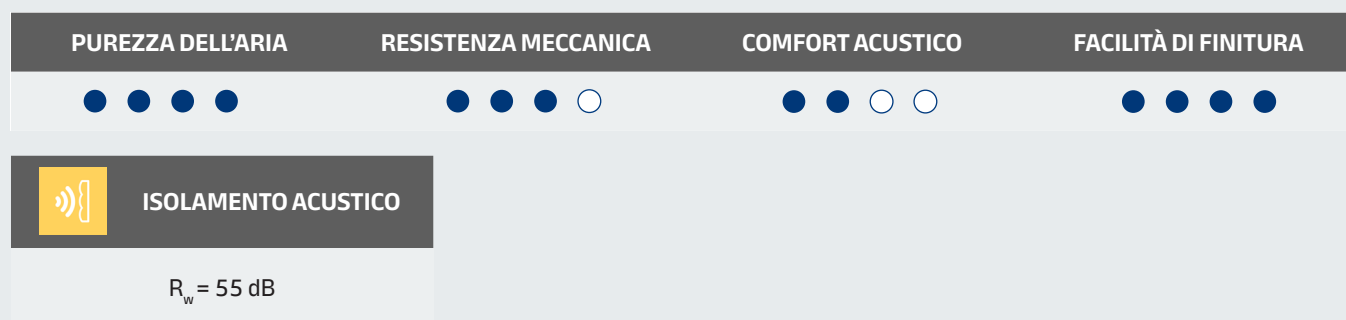 PUREZZA DELL'ARIA RESISTENZA MECCANICA COMFORT ACUSTICO FACILITÀ DI FINITURA
ISOLAMENTO ACUSTICO
Rw = 55 dB